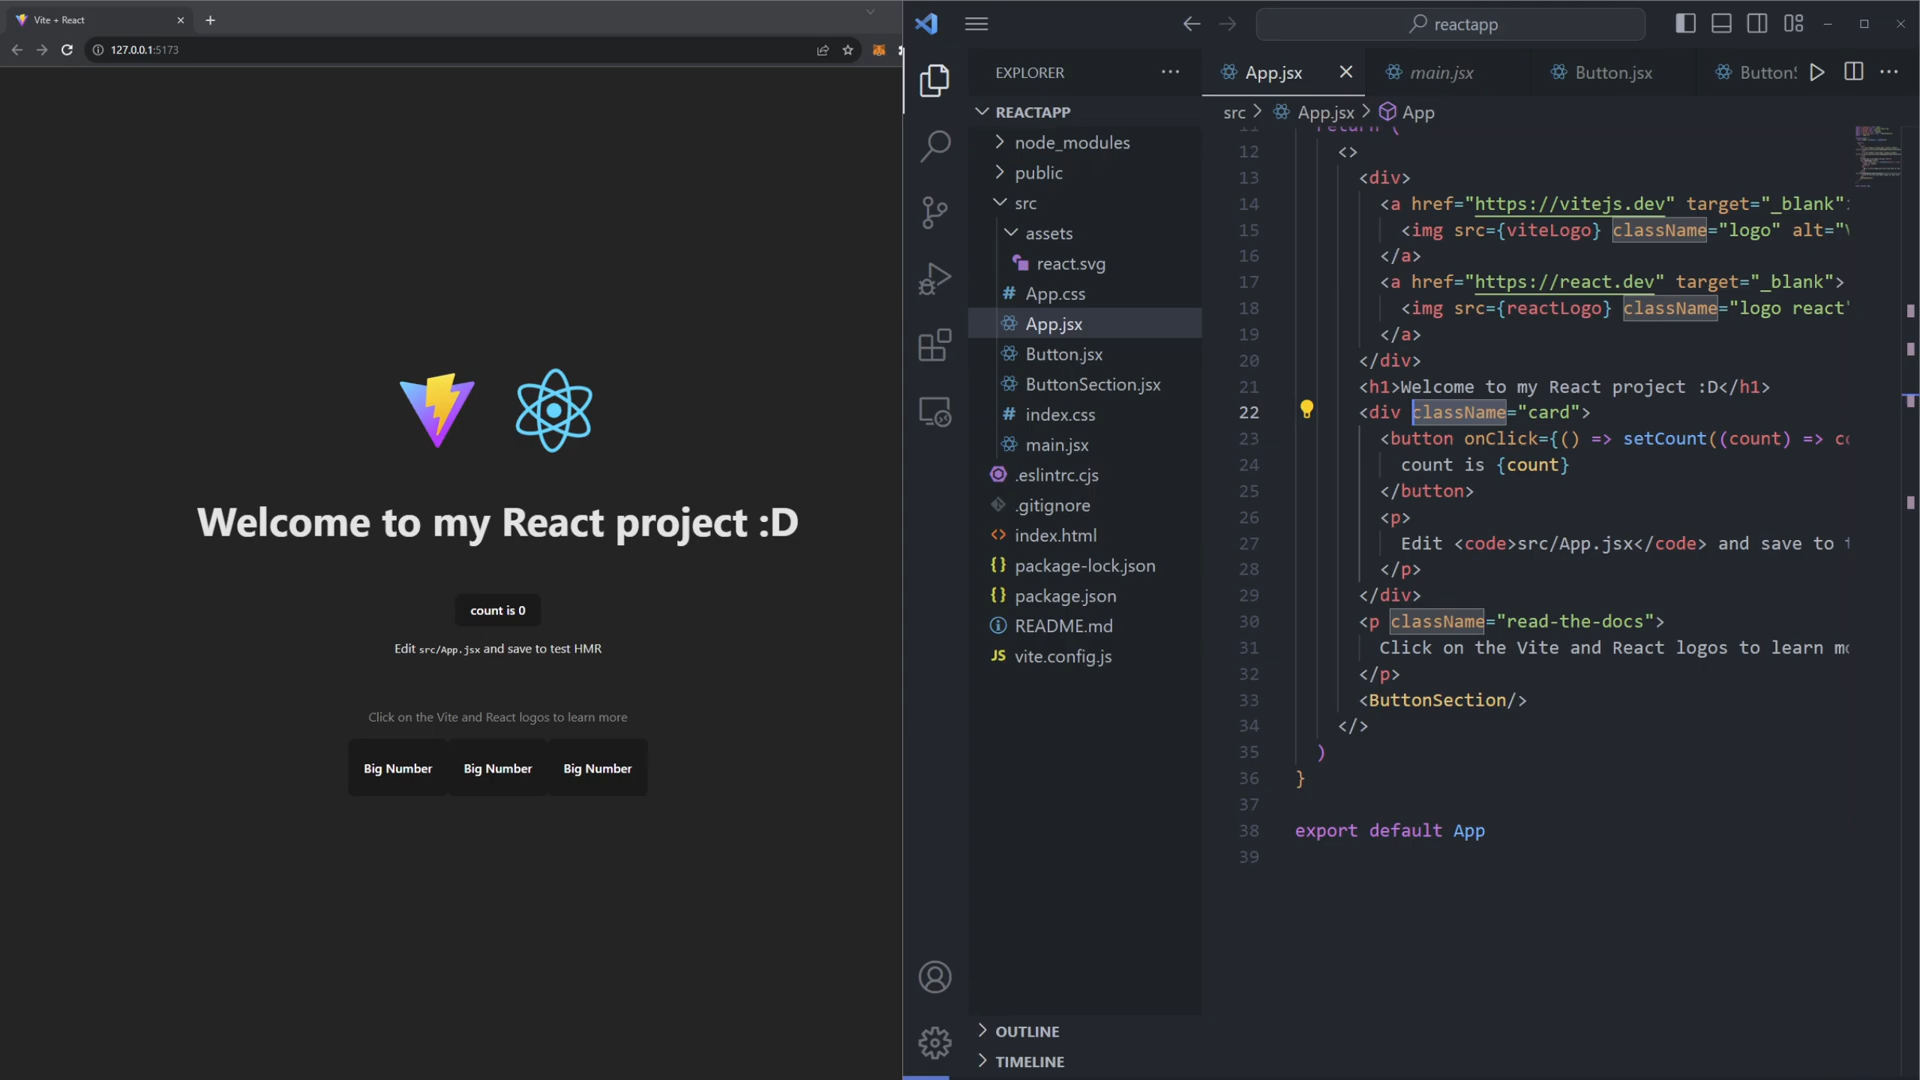 Vite + React
127.0.0.1:5173
Welcome to my React project :D
count is 0
Edit src/App.jsx and save to test HMR
Click on the Vite and React logos to learn more
Big Number Big Number Big Number
reactapp
EXPLORER
REACTAPP
node_modules
public
src
assets
react.svg
App.css
App.jsx
Button.jsx
ButtonSection.jsx
index.css
main.jsx
.eslintrc.cjs
.gitignore
index.html
package-lock.json
package.json
README.md
JS vite.config.js
OUTLINE
TIMELINE
App.jsx main.jsx Button.jsx Button
src > App.jsx > App
11 return (
12 <>
13 <div>
14 <a href="https://vitejs.dev" target="_blank"
15 <img src={viteLogo} className="logo" alt="
16 </a>
17 <a href="https://react.dev" target="_blank">
18 <img src={reactLogo} className="logo react"
19 </a>
20 </div>
21 <h1>Welcome to my React project :D</h1>
22 <div className="card">
23 <button onClick={() => setCount((count) =>
24 count is {count}
25 </button>
26 <p>
27 Edit <code>src/App.jsx</code> and save to
28 </p>
29 </div>
30 <p className="read-the-docs">
31 Click on the Vite and React logos to learn
32 </p>
33 <ButtonSection/>
34 </>
35 )
36 }
37
38 export default App
39